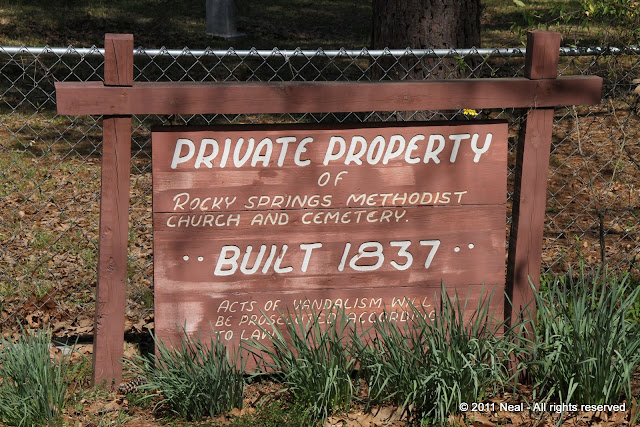 PRIVATE PROPERTY
OF
ROCKY SPRINGS METHODIST
CHURCH AND CEMETERY.
·· BUILT 1837 ··
ACTS OF VANDALISM WILL
BE PROSECUTED ACCORDING
TO LAW
© 2011 Neal - All rights reserved